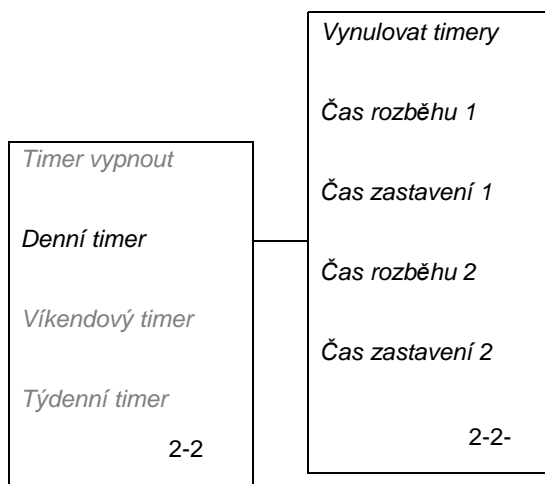 Timer vypnout
Denní timer
Víkendový timer
Týdenní timer
2-2
Vynulovat timery
Čas rozběhu 1
Čas zastavení 1
Čas rozběhu 2
Čas zastavení 2
2-2-